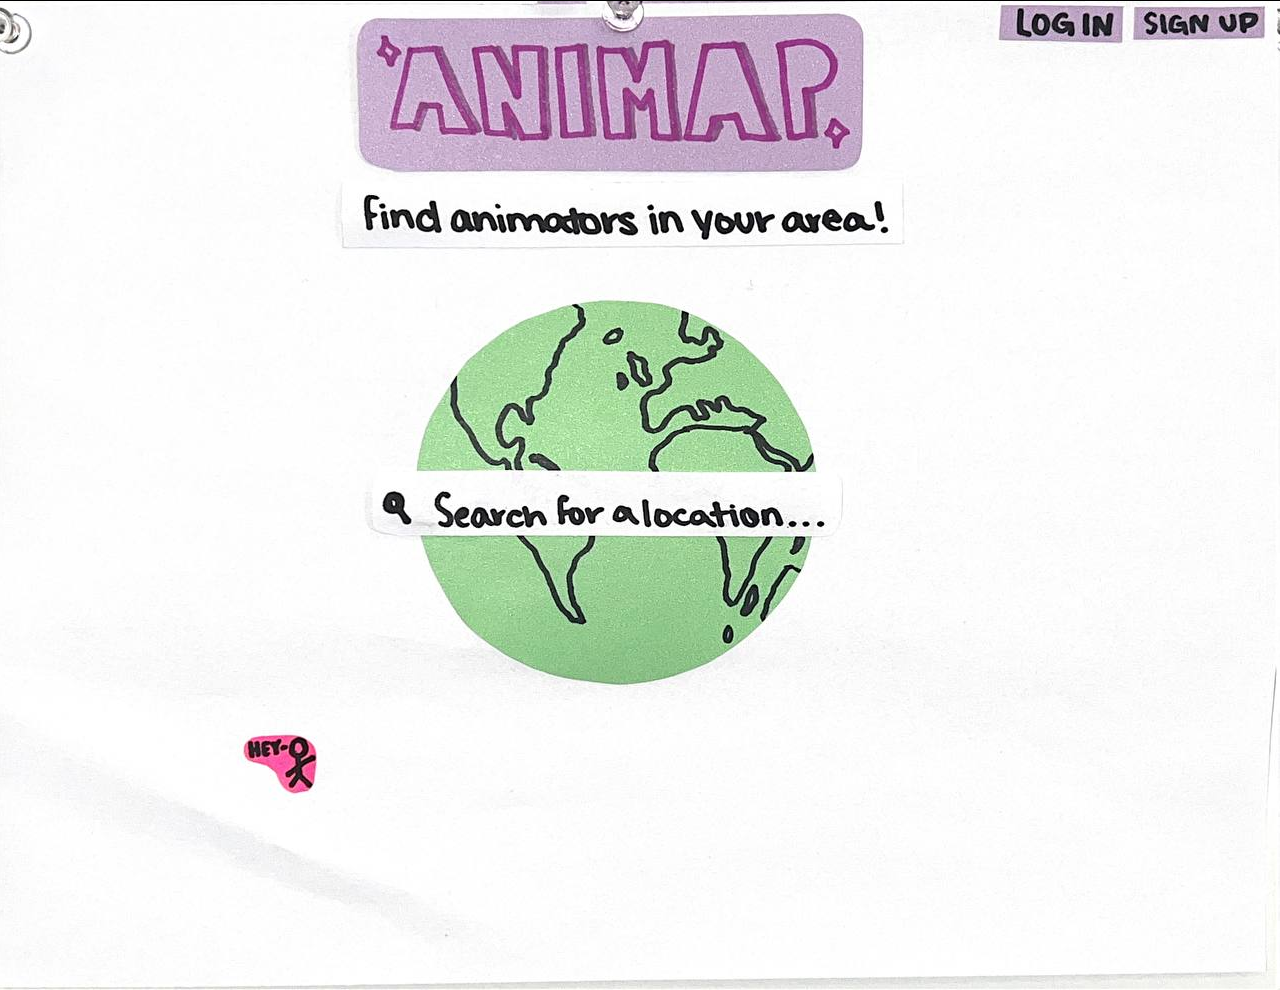 LOG IN SIGN UP
ANIMAP
find animators in your area!
Search for a location...
HEY-